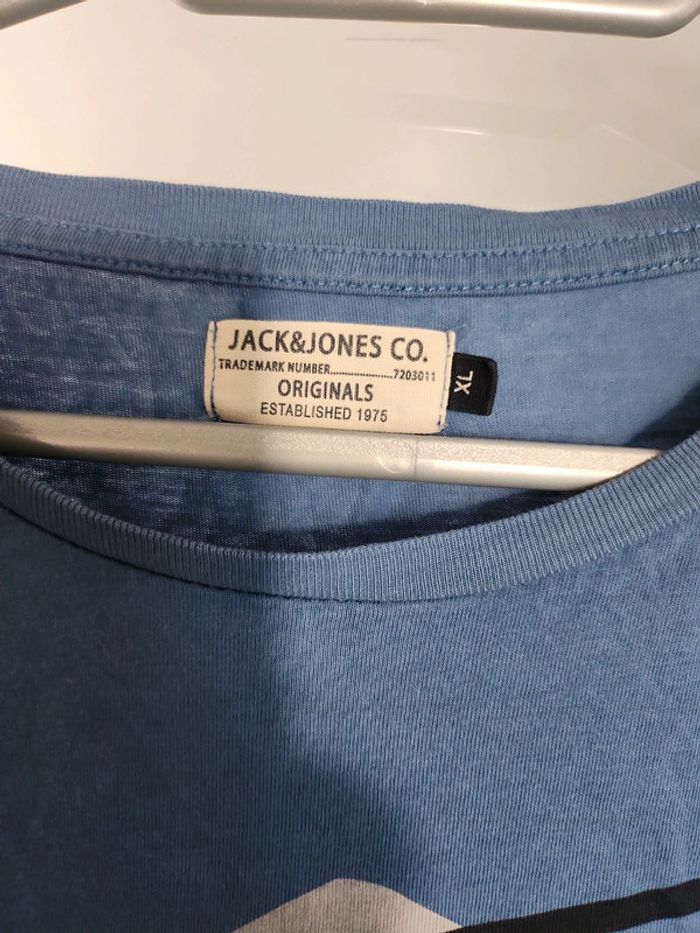 JACK&JONES CO.
TRADEMARK NUMBER....................7203011
ORIGINALS
ESTABLISHED 1975
XL